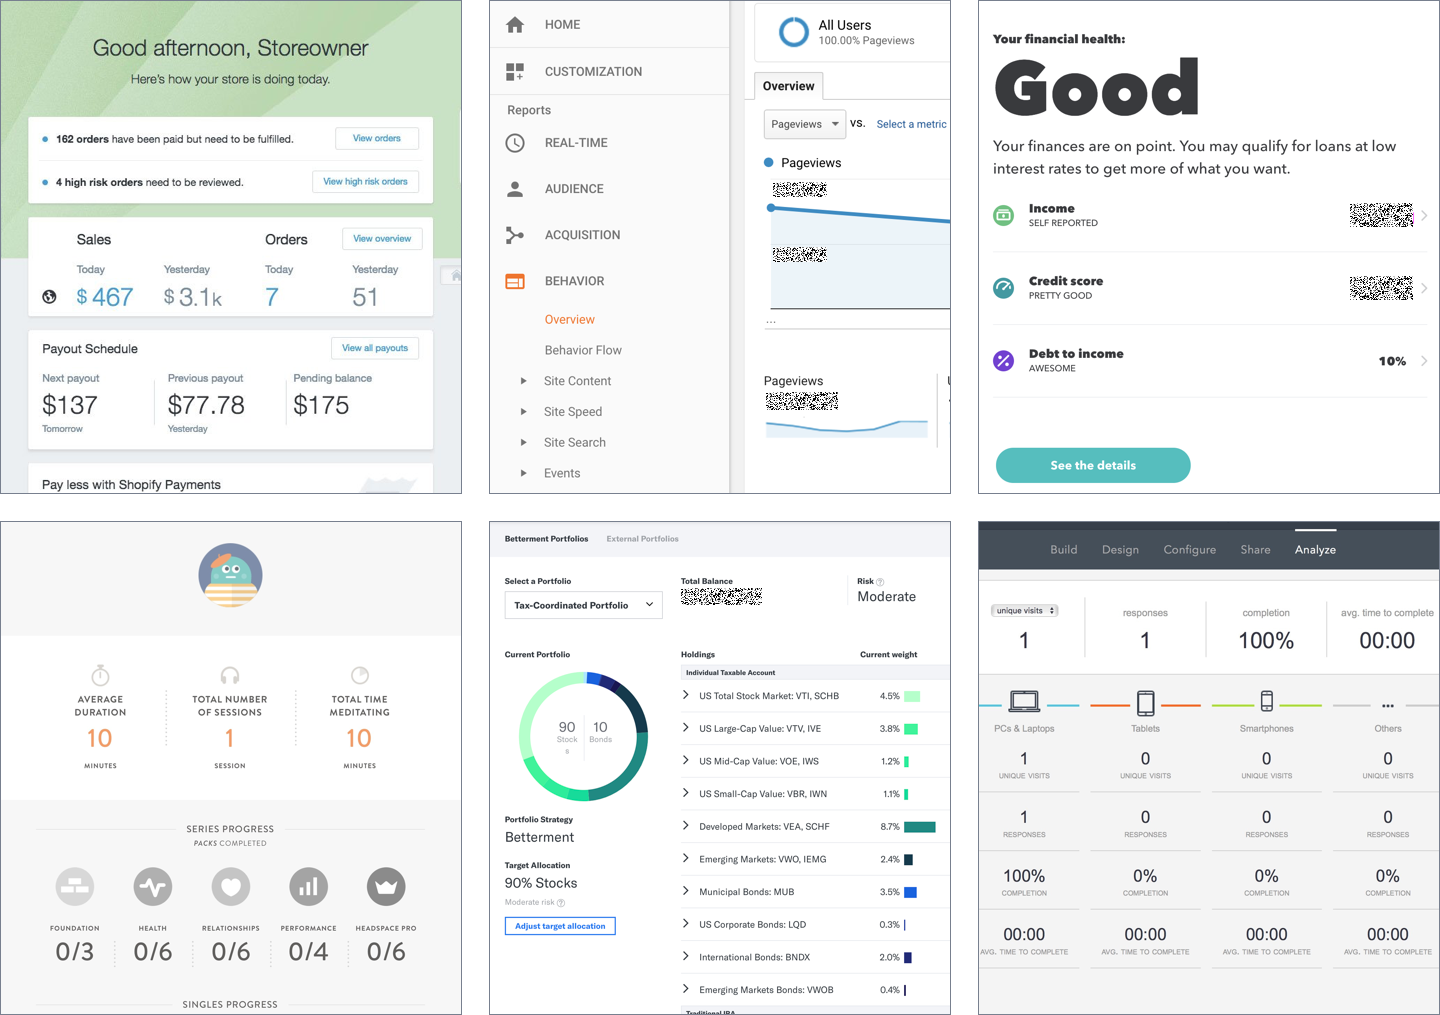 Good afternoon, Storeowner
Here's how your store is doing today.
162 orders have been paid but need to be fulfilled.
View orders
4 high risk orders need to be reviewed.
View high risk orders
Sales
Orders
View overview
Today
Yesterday
Today
Yesterday
$ 467
$ 3.1k
7
51
Payout Schedule
View all payouts
Next payout
Previous payout
Pending balance
$137
$77.78
$175
Tomorrow
Yesterday
Pay less with Shopify Payments
HOME
CUSTOMIZATION
Reports
REAL-TIME
AUDIENCE
ACQUISITION
BEHAVIOR
Overview
Behavior Flow
Site Content
Site Speed
Site Search
Events
All Users
100.00% Pageviews
Overview
Pageviews
VS.
Select a metric
Pageviews
...
Pageviews
Your financial health:
Good
Your finances are on point. You may qualify for loans at low
interest rates to get more of what you want.
Income
SELF REPORTED
Credit score
PRETTY GOOD
Debt to income
AWESOME
10%
See the details
AVERAGE
DURATION
10
MINUTES
TOTAL NUMBER
OF SESSIONS
1
SESSION
TOTAL TIME
MEDITATING
10
MINUTES
SERIES PROGRESS
PACKS COMPLETED
FOUNDATION
HEALTH
RELATIONSHIPS
PERFORMANCE
HEADSPACE PRO
0/3
0/6
0/6
0/4
0/6
SINGLES PROGRESS
Betterment Portfolios
External Portfolios
Select a Portfolio
Tax-Coordinated Portfolio
Total Balance
Risk ?
Moderate
Current Portfolio
90
Stock
s
10
Bonds
Portfolio Strategy
Betterment
Target Allocation
90% Stocks
Moderate risk ?
Adjust target allocation
Holdings
Current weight
Individual Taxable Account
US Total Stock Market: VTI, SCHB 4.5%
US Large-Cap Value: VTV, IVE 3.8%
US Mid-Cap Value: VOE, IWS 1.2%
US Small-Cap Value: VBR, IWN 1.1%
Developed Markets: VEA, SCHF 8.7%
Emerging Markets: VWO, IEMG 2.4%
Municipal Bonds: MUB 3.5%
US Corporate Bonds: LQD 0.3%
International Bonds: BNDX 2.0%
Emerging Markets Bonds: VWOB 0.4%
Traditional IRA
Build
Design
Configure
Share
Analyze
unique visits
responses
completion
avg. time to complete
1
1
100%
00:00
PCs & Laptops
Tablets
Smartphones
Others
1
0
0
0
UNIQUE VISITS
UNIQUE VISITS
UNIQUE VISITS
UNIQUE VISITS
1
0
0
0
RESPONSES
RESPONSES
RESPONSES
RESPONSES
100%
0%
0%
0%
COMPLETION
COMPLETION
COMPLETION
COMPLETION
00:00
00:00
00:00
00:00
AVG. TIME TO COMPLETE
AVG. TIME TO COMPLETE
AVG. TIME TO COMPLETE
AVG. TIME TO COMPLETE